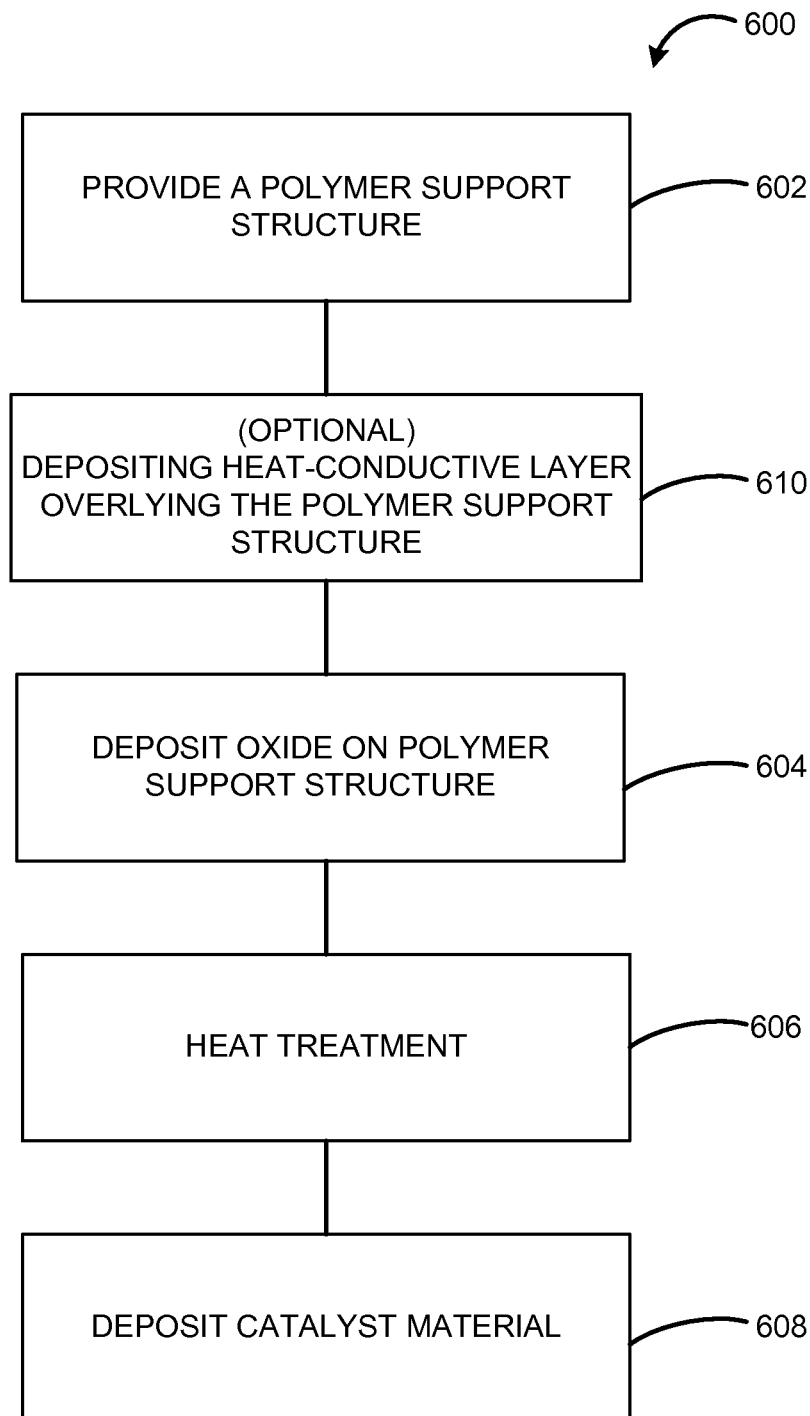 600
PROVIDE A POLYMER SUPPORT
STRUCTURE
602
(OPTIONAL)
DEPOSITING HEAT-CONDUCTIVE LAYER
OVERLYING THE POLYMER SUPPORT
STRUCTURE
610
DEPOSIT OXIDE ON POLYMER
SUPPORT STRUCTURE
604
HEAT TREATMENT
606
DEPOSIT CATALYST MATERIAL
608